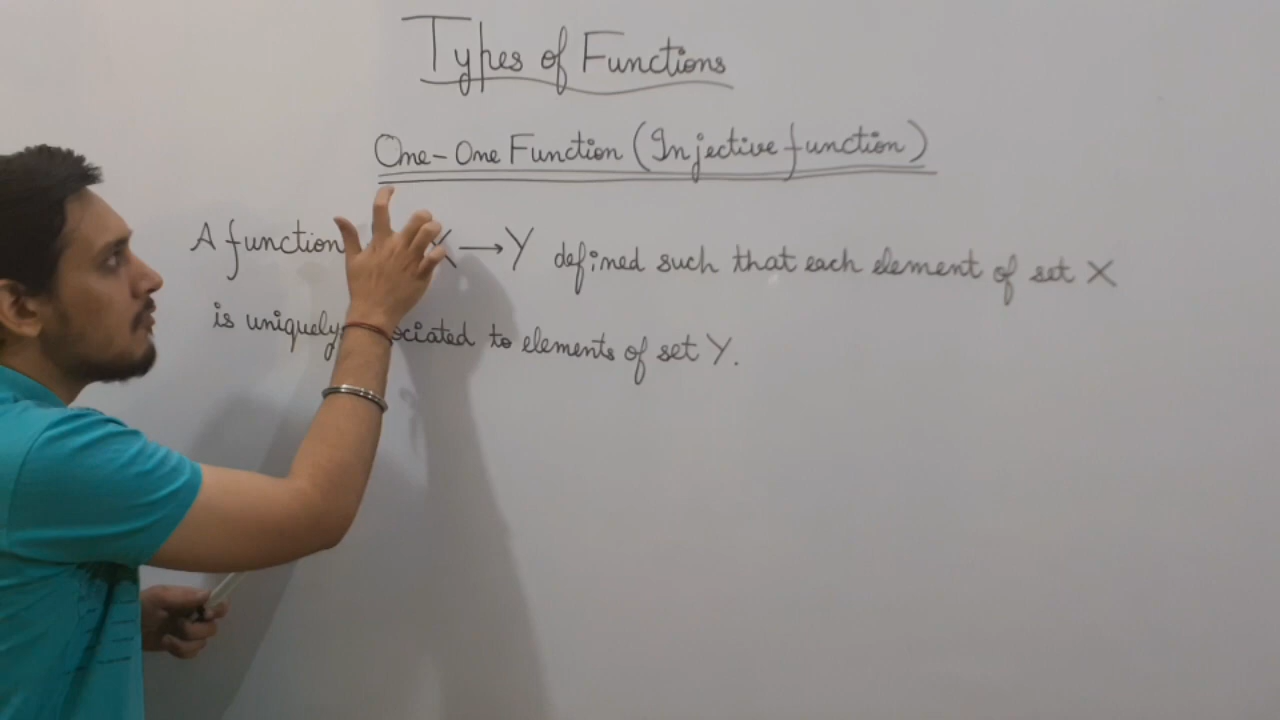 Types of Functions
One-One Function (Injective function)
A function X → Y defined such that each element of set X
is uniquely ociated to elements of set Y.